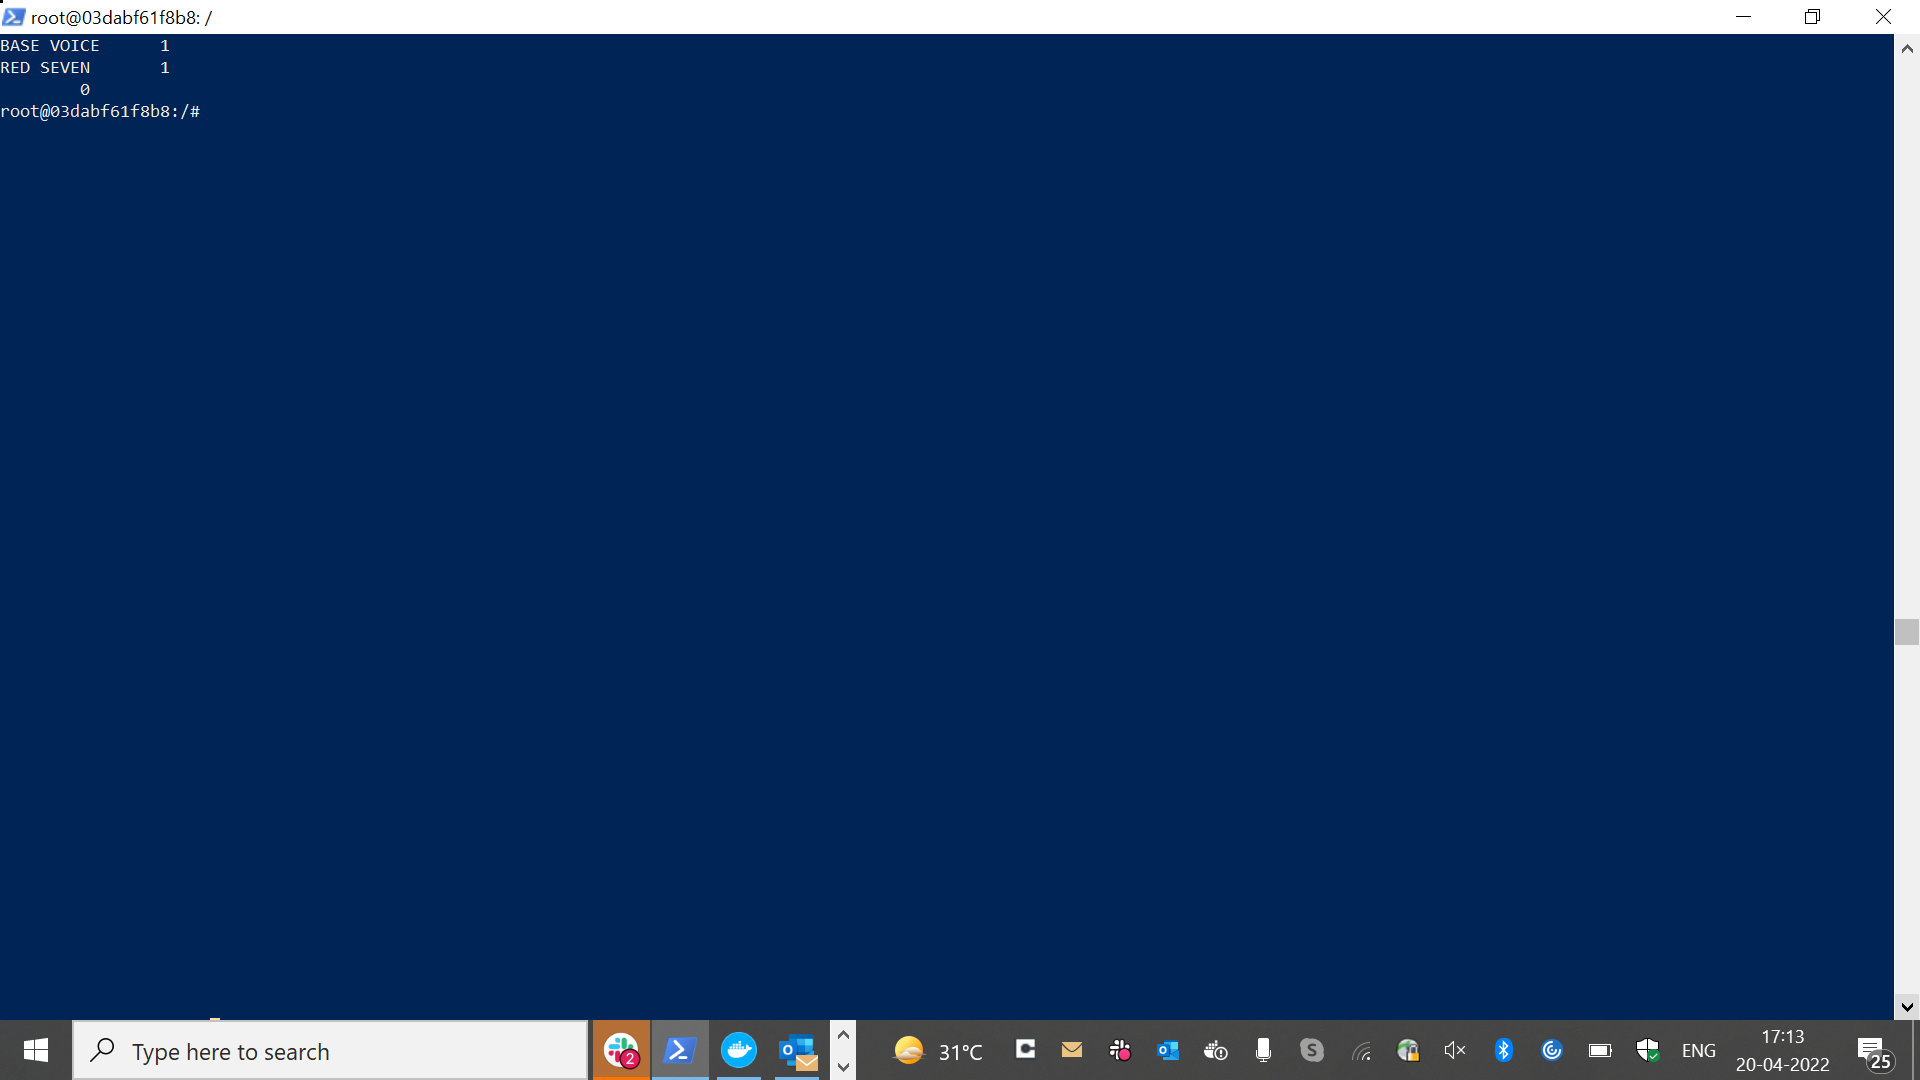 root@03dabf61f8b8: /
BASE VOICE      1
RED SEVEN       1
        0
root@03dabf61f8b8:/#
Type here to search
2
31°C
ENG
17:13
20-04-2022
25